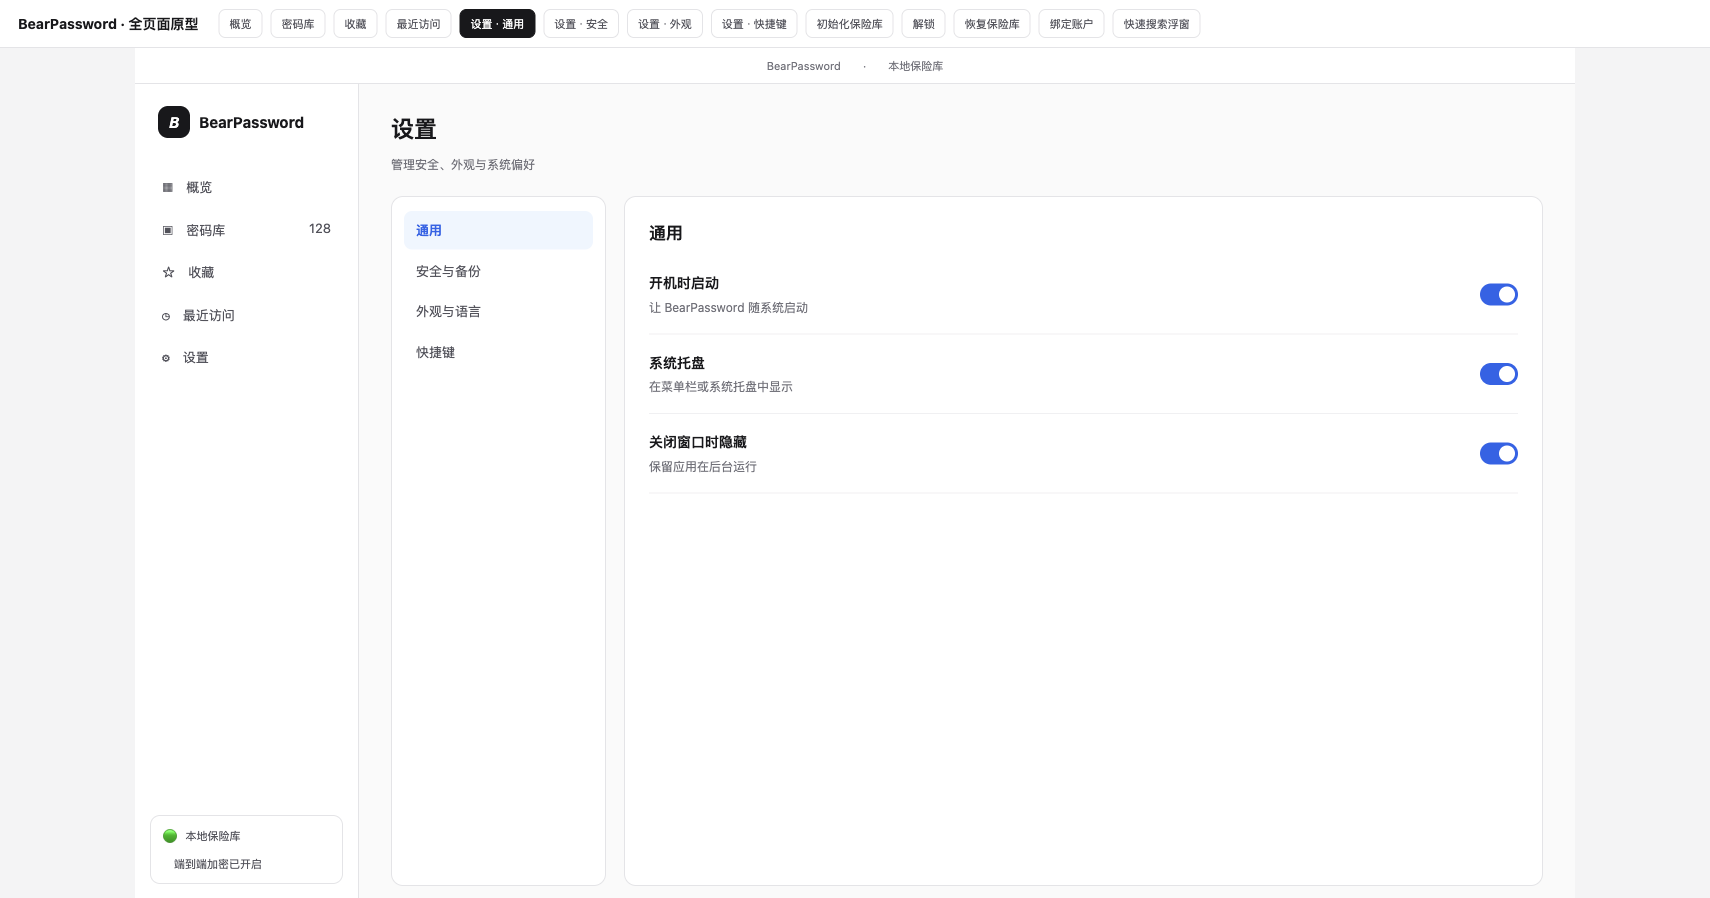 BearPassword · 全页面原型
概览
密码库
收藏
最近访问
设置 · 通用
设置 · 安全
设置 · 外观
设置 · 快捷键
初始化保险库
解锁
恢复保险库
绑定账户
快速搜索浮窗
BearPassword · 本地保险库
B BearPassword
概览
密码库 128
收藏
最近访问
设置
本地保险库
端到端加密已开启
设置
管理安全、外观与系统偏好
通用
安全与备份
外观与语言
快捷键
通用
开机时启动
让 BearPassword 随系统启动
系统托盘
在菜单栏或系统托盘中显示
关闭窗口时隐藏
保留应用在后台运行